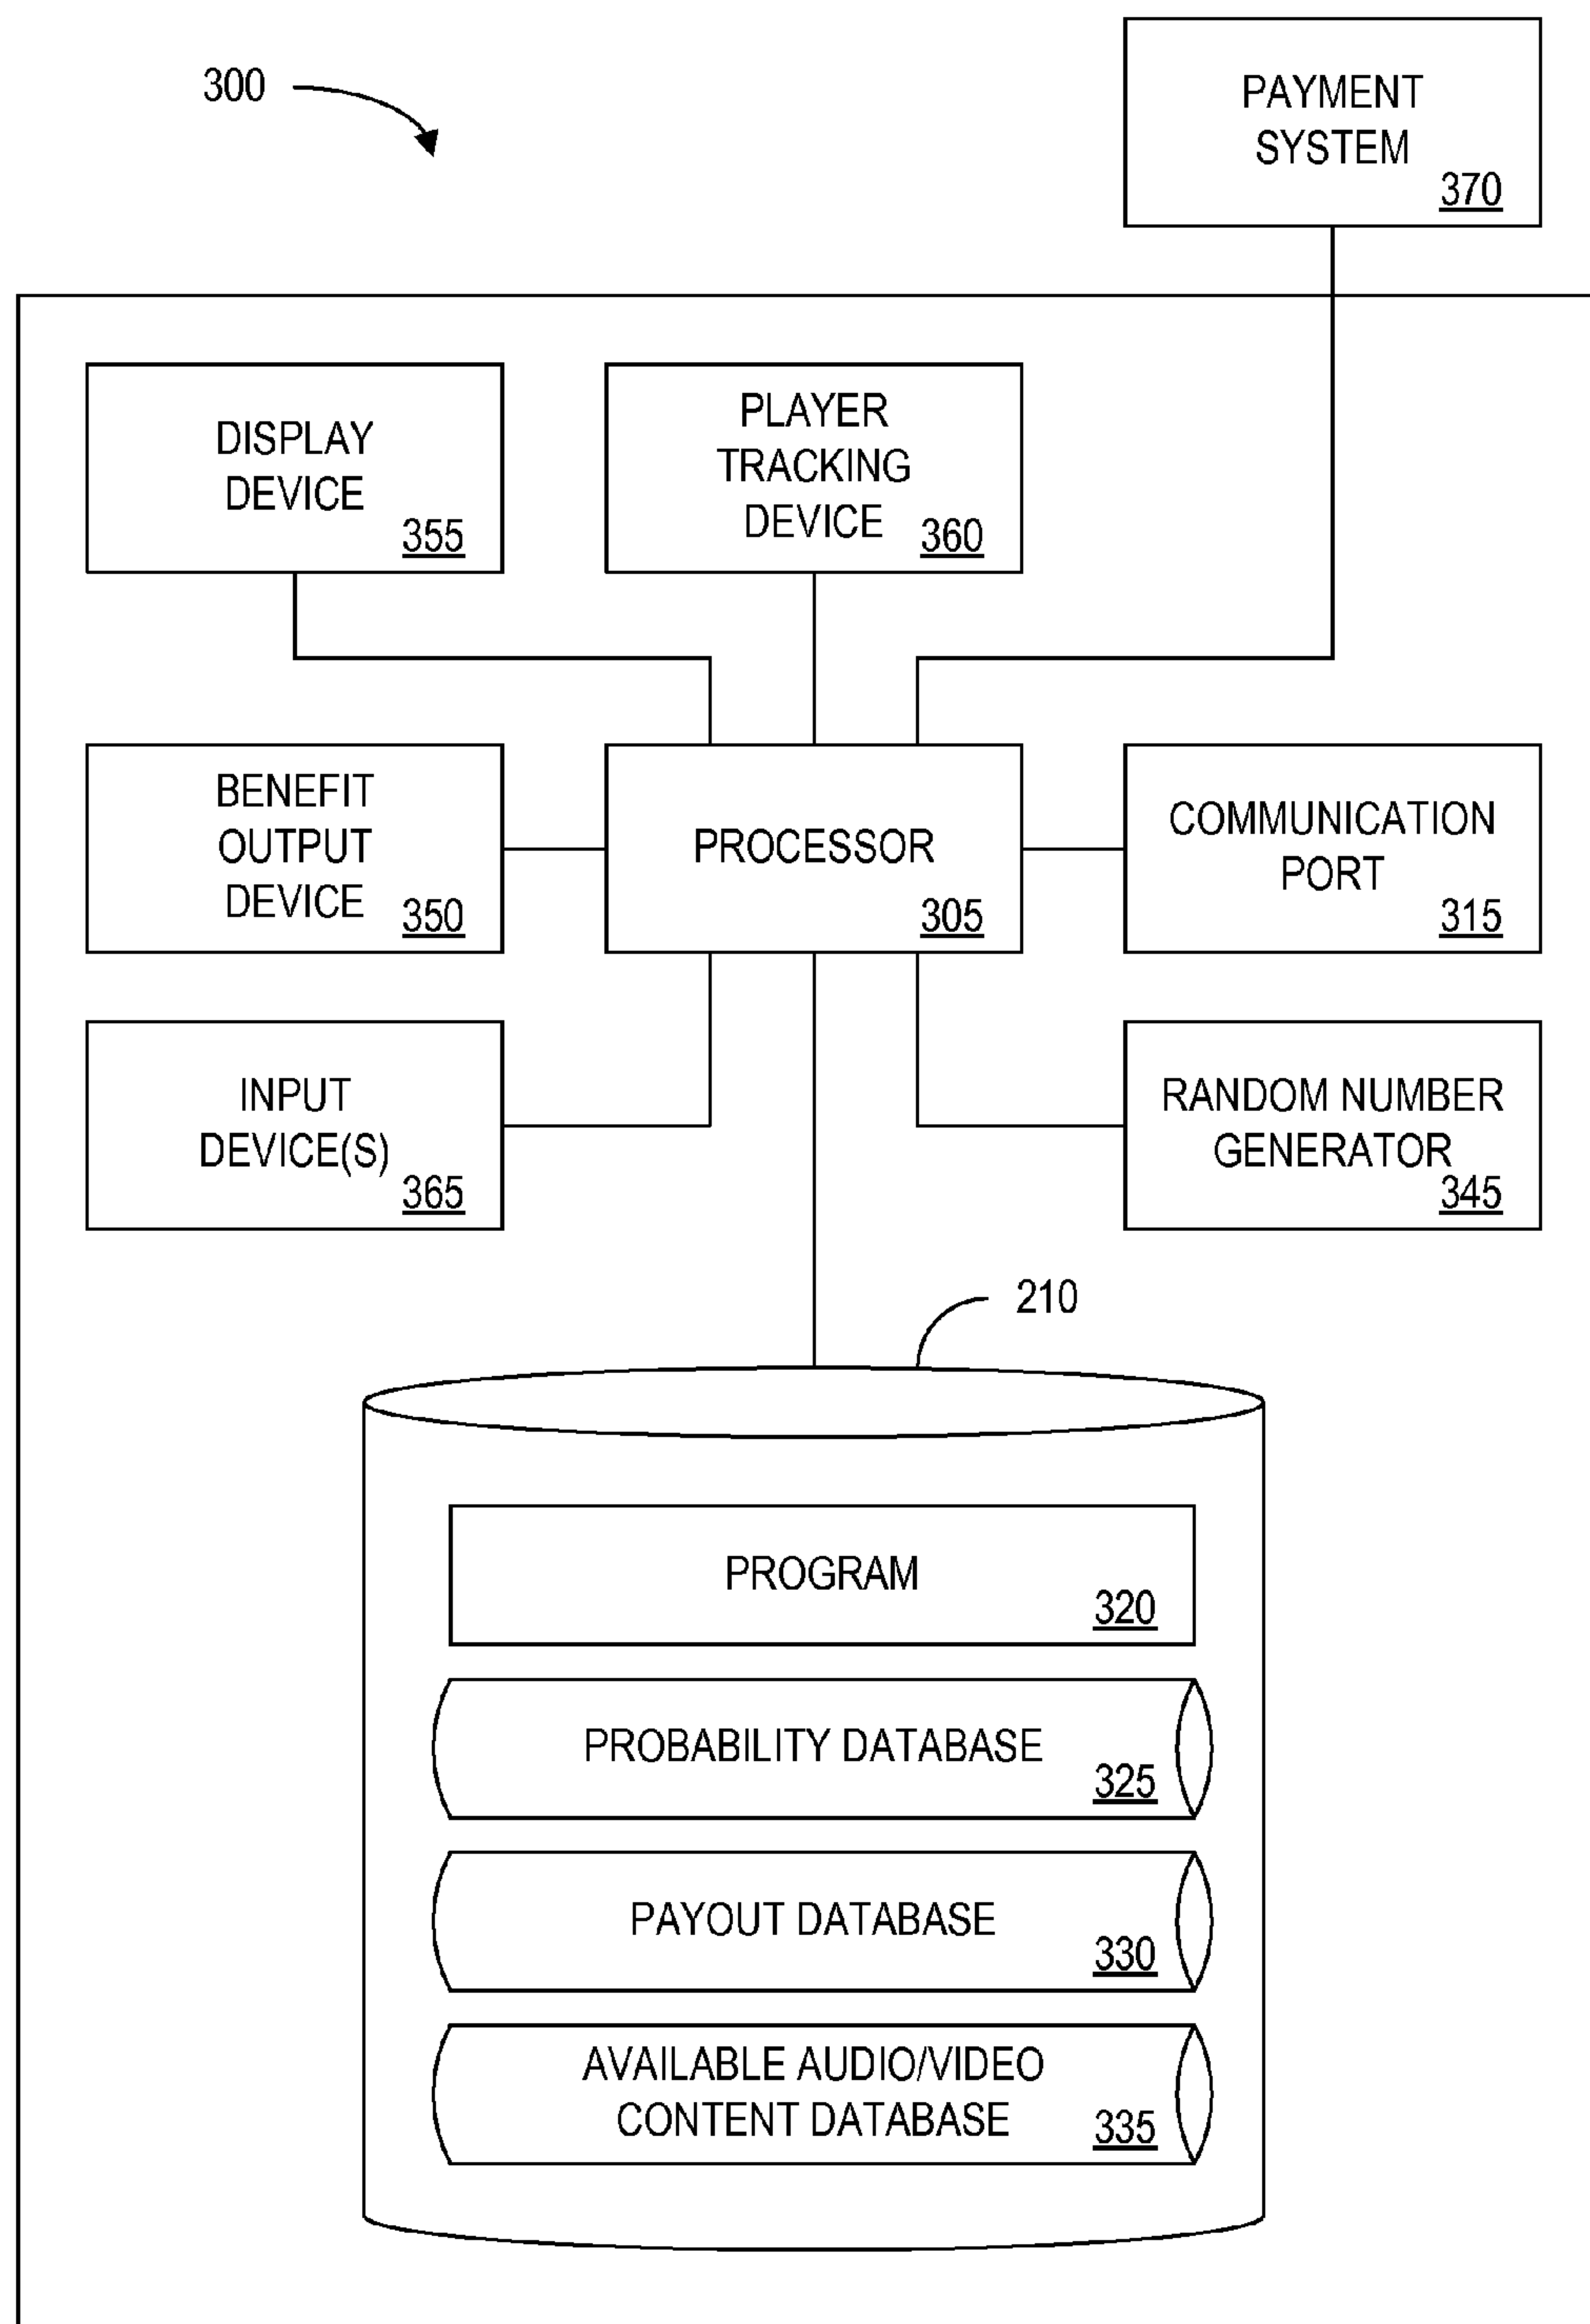 300
PAYMENT
SYSTEM
370
DISPLAY
DEVICE
355
PLAYER
TRACKING
DEVICE
360
BENEFIT
OUTPUT
DEVICE
350
PROCESSOR
305
COMMUNICATION
PORT
315
INPUT
DEVICE(S)
365
RANDOM NUMBER
GENERATOR
345
210
PROGRAM
320
PROBABILITY DATABASE
325
PAYOUT DATABASE
330
AVAILABLE AUDIO/VIDEO
CONTENT DATABASE
335